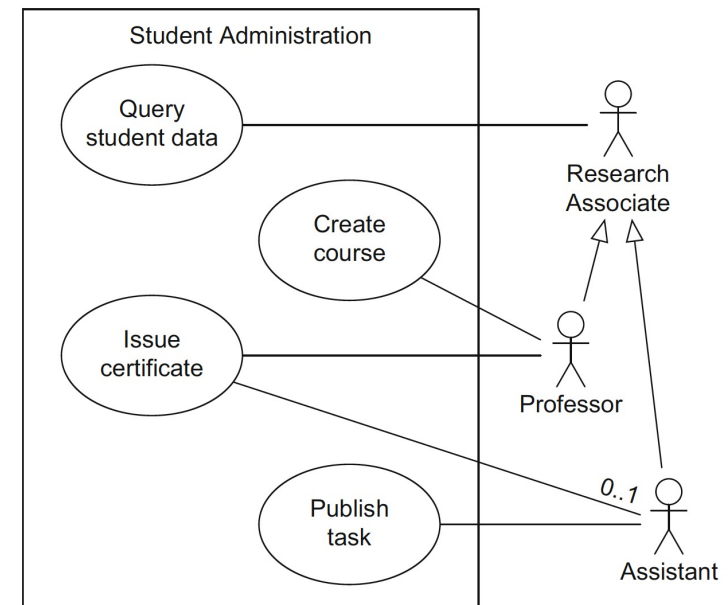 Student Administration
Query
student data
Research
Associate
Create
course
Issue
certificate
Professor
0..1
Publish
task
Assistant